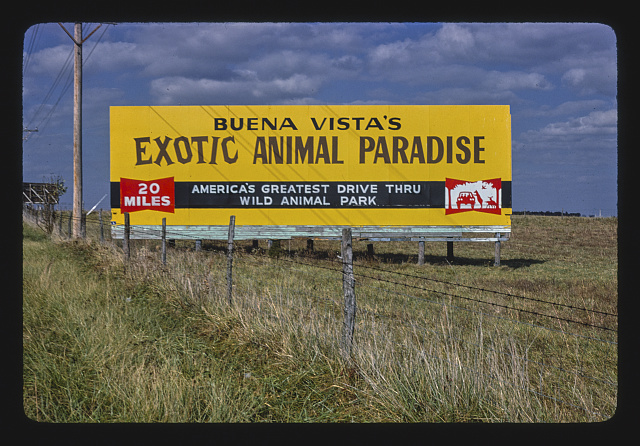 BUENA VISTA'S
EXOTIC ANIMAL PARADISE
20
MILES
AMERICA'S GREATEST DRIVE THRU
WILD ANIMAL PARK